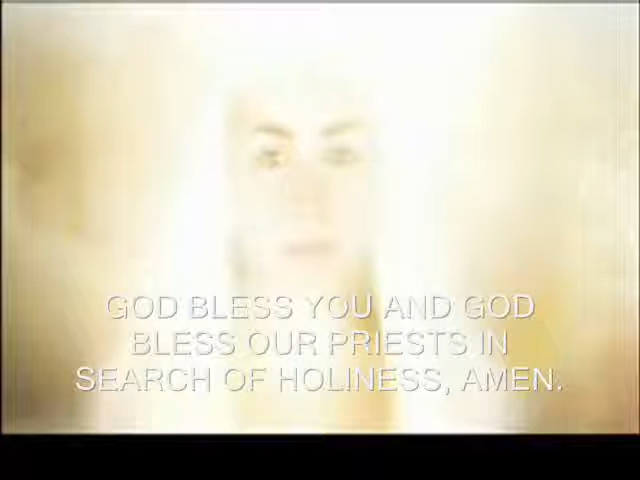 GOD BLESS YOU AND GOD
BLESS OUR PRIESTS IN
SEARCH OF HOLINESS, AMEN.